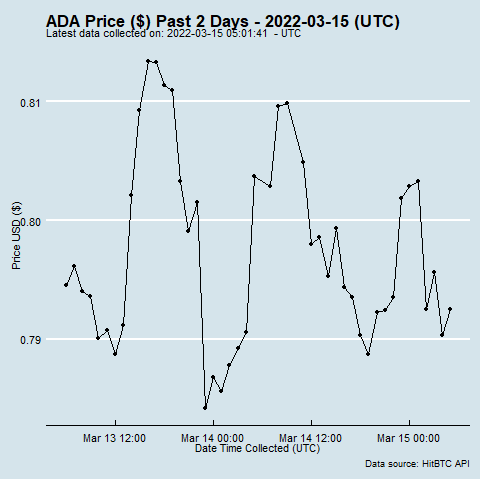 ADA Price ($) Past 2 Days - 2022-03-15 (UTC)
Latest data collected on: 2022-03-15 05:01:41  - UTC
0.81
0.80
0.79
Price USD ($)
Mar 13 12:00
Mar 14 00:00
Mar 14 12:00
Mar 15 00:00
Date Time Collected (UTC)
Data source: HitBTC API